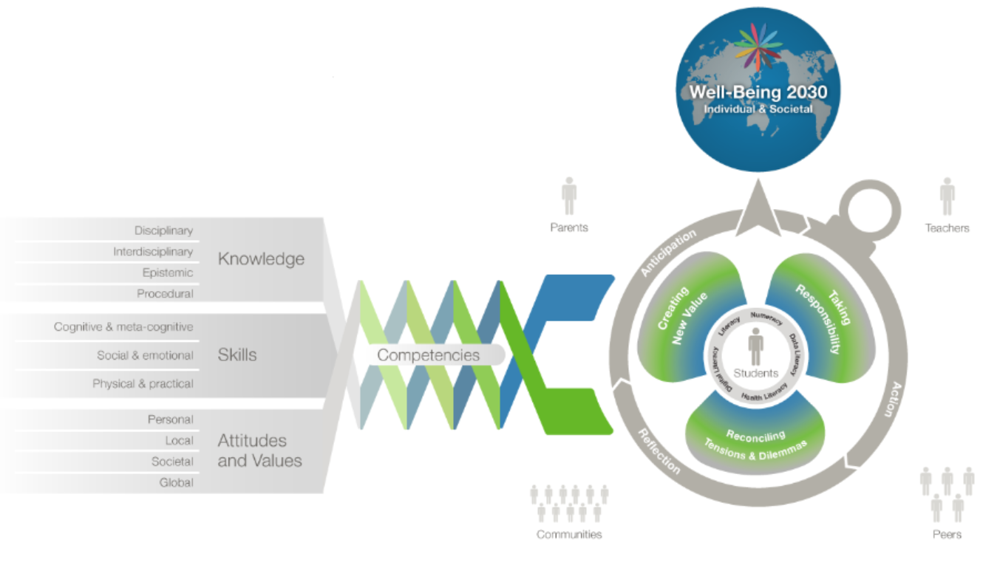 Well-Being 2030
Individual & Societal
Parents
Teachers
Disciplinary
Interdisciplinary
Epistemic
Procedural
Knowledge
Cognitive & meta-cognitive
Social & emotional
Physical & practical
Skills
Personal
Local
Societal
Global
Attitudes
and Values
Competencies
Anticipation
Action
Reflection
Creating
New Value
Taking
Responsibility
Reconciling
Tensions & Dilemmas
Literacy
Numeracy
Data Literacy
Health Literacy
Digital Literacy
Students
Communities
Peers